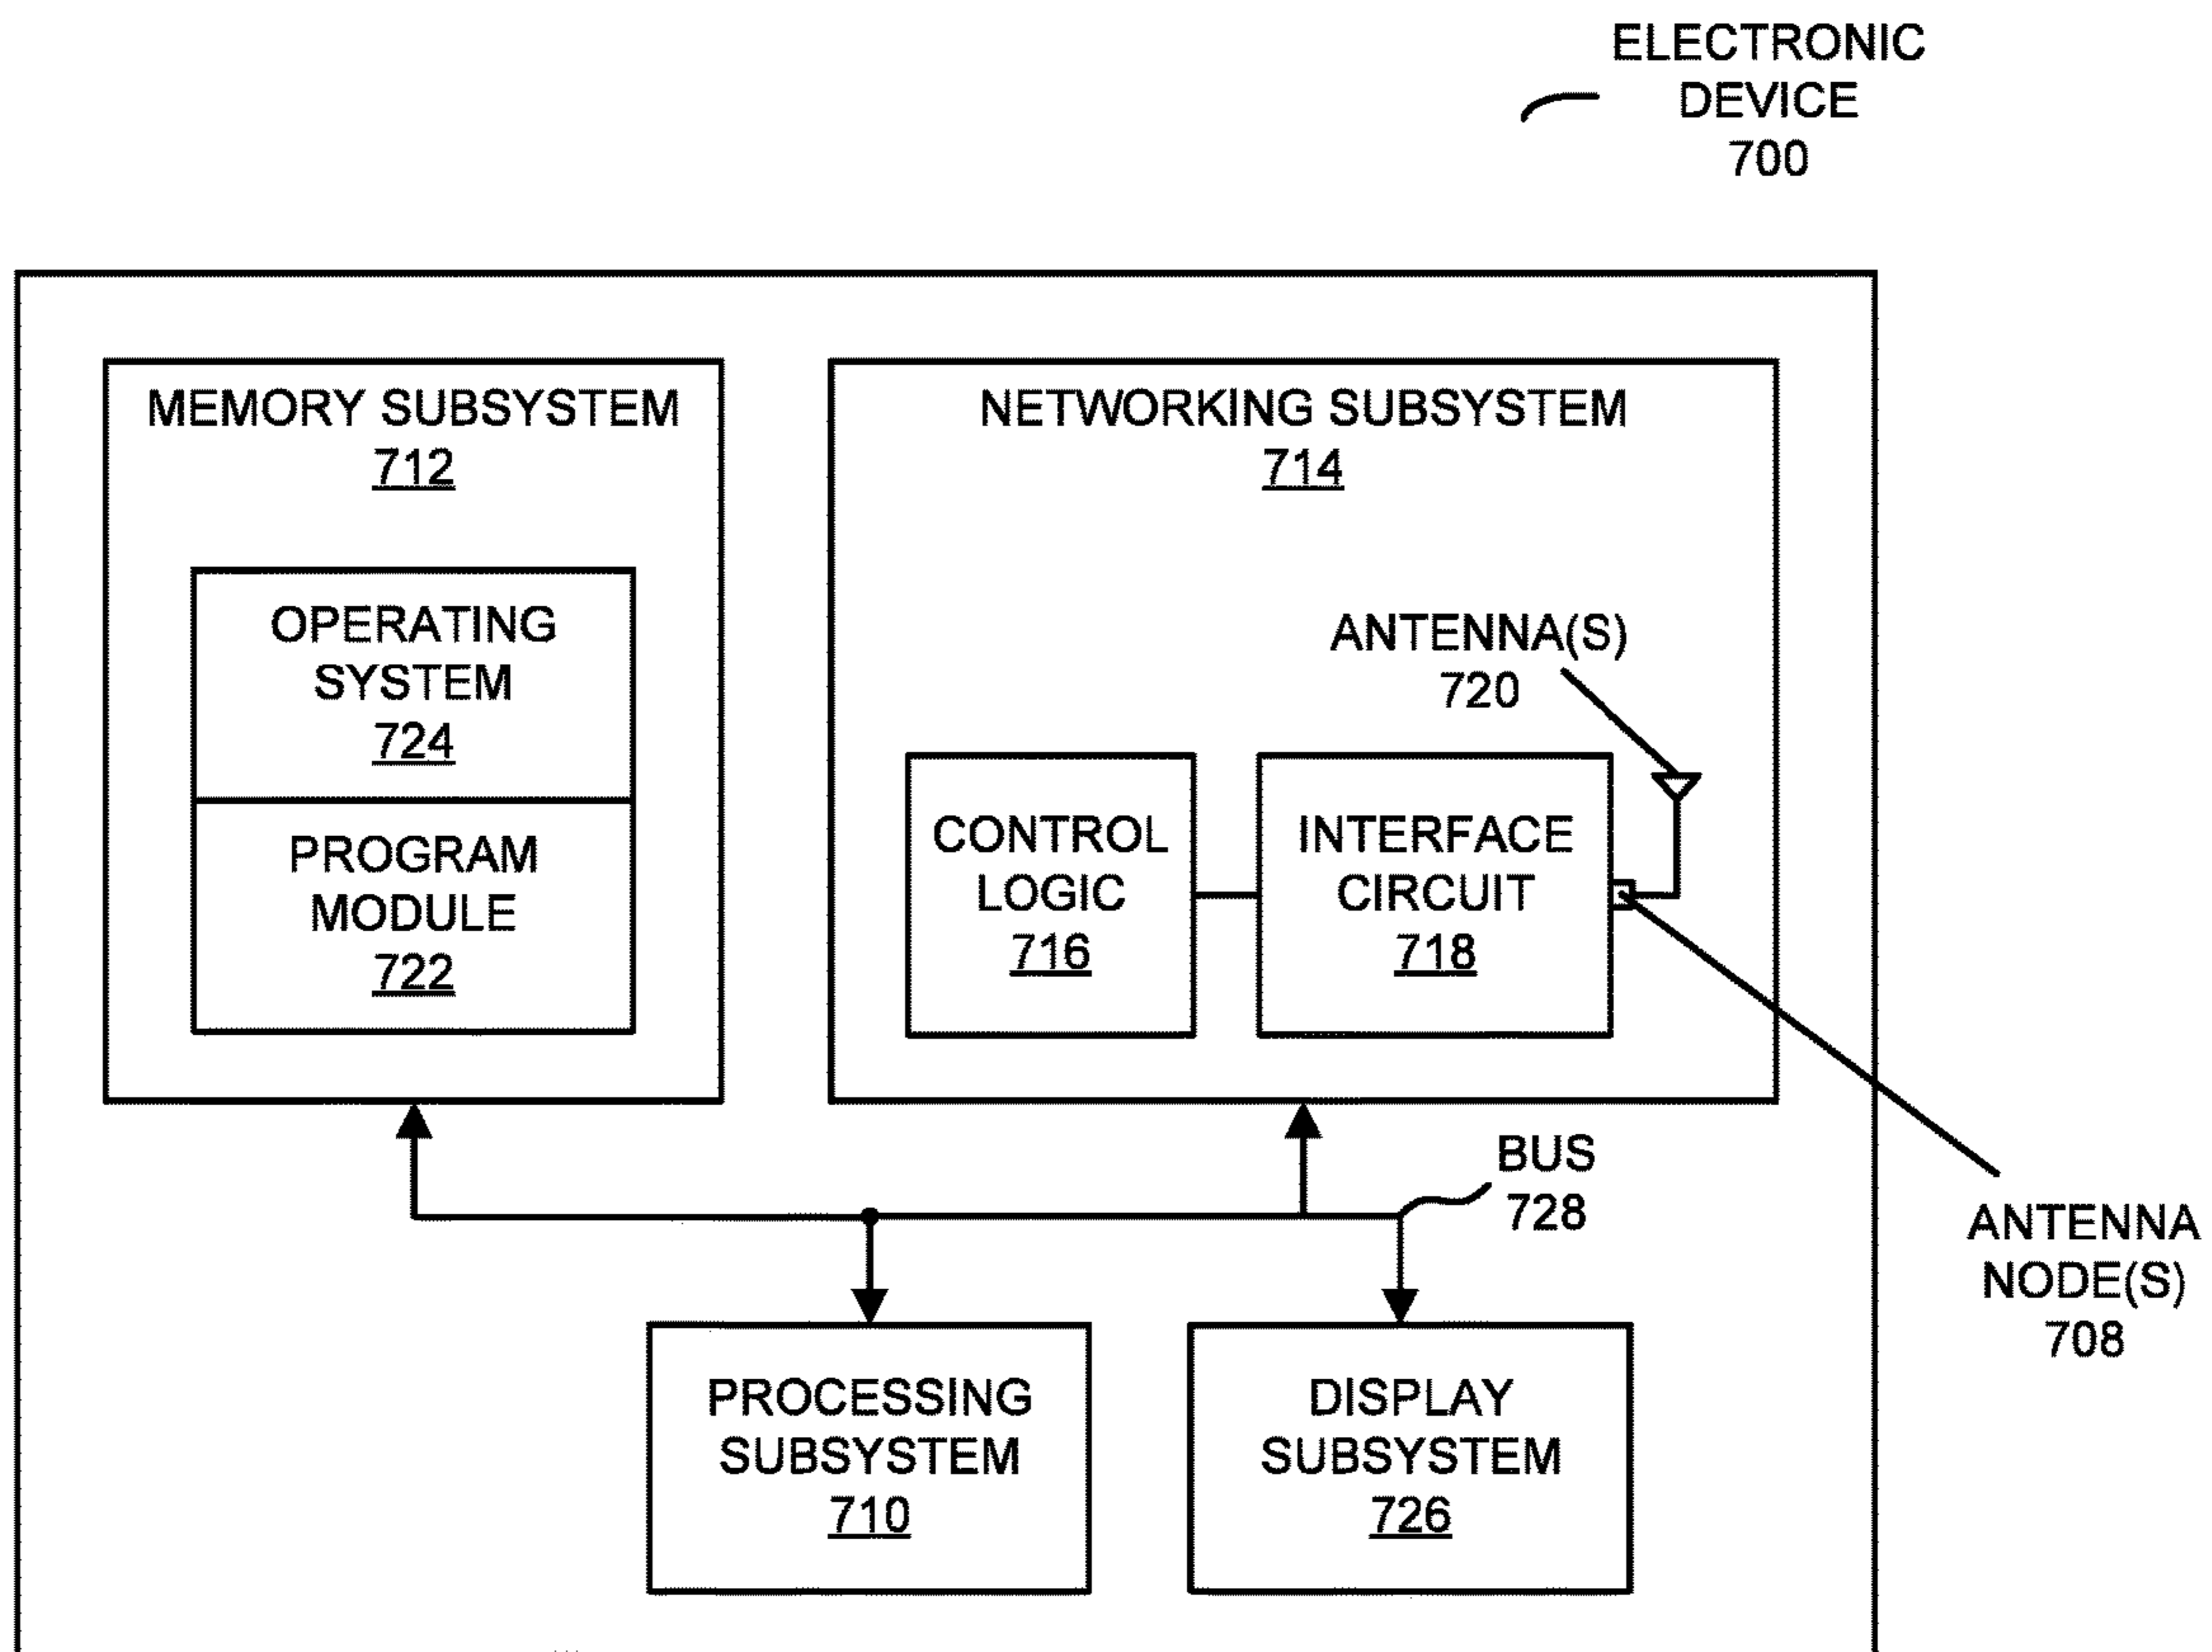 ELECTRONIC
DEVICE
700
MEMORY SUBSYSTEM
712
OPERATING
SYSTEM
724
PROGRAM
MODULE
722
NETWORKING SUBSYSTEM
714
ANTENNA(S)
720
CONTROL
LOGIC
716
INTERFACE
CIRCUIT
718
BUS
728
ANTENNA
NODE(S)
708
PROCESSING
SUBSYSTEM
710
DISPLAY
SUBSYSTEM
726